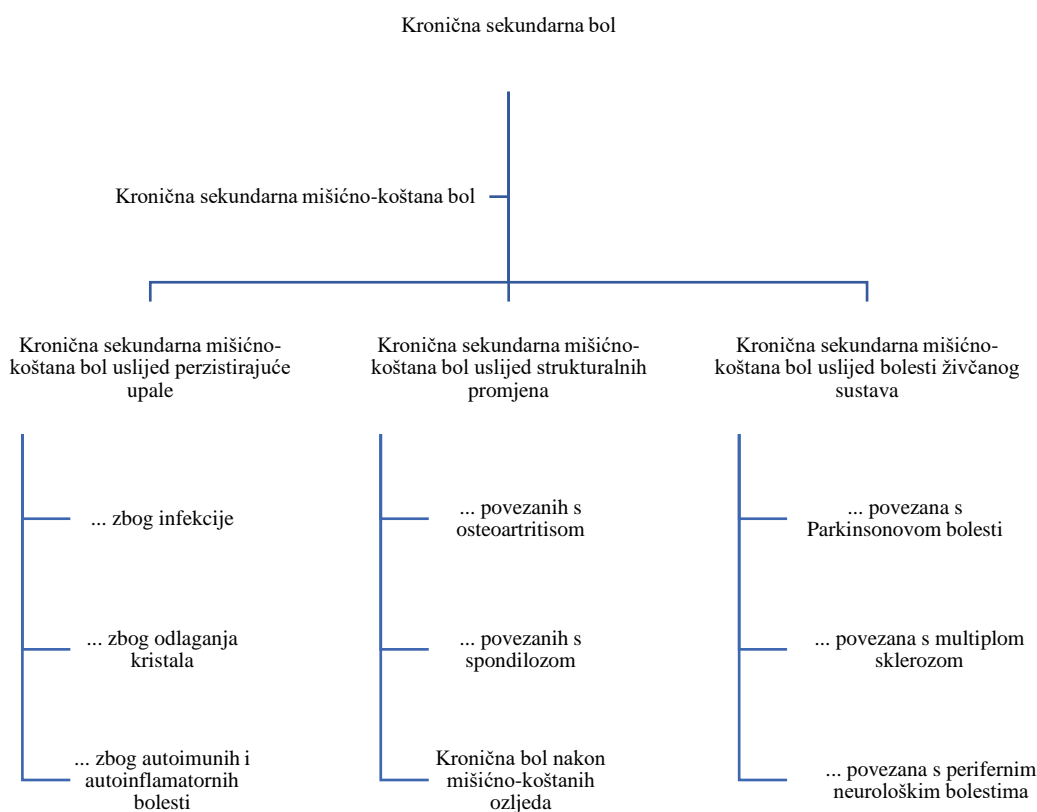 Kronična sekundarna bol
Kronična sekundarna mišićno-koštana bol
Kronična sekundarna mišićno-
koštana bol uslijed perzistirajuće
upale
... zbog infekcije
... zbog odlaganja
kristala
... zbog autoimunih i
autoinflamatornih
bolesti
Kronična sekundarna mišićno-
koštana bol uslijed strukturalnih
promjena
... povezanih s
osteoartritisom
... povezanih s
spondilozom
Kronična bol nakon
mišićno-koštanih
ozljeda
Kronična sekundarna mišićno-
koštana bol uslijed bolesti živčanog
sustava
... povezana s
Parkinsonovom bolesti
... povezana s multiplom
sklerozom
... povezana s perifernim
neurološkim bolestima